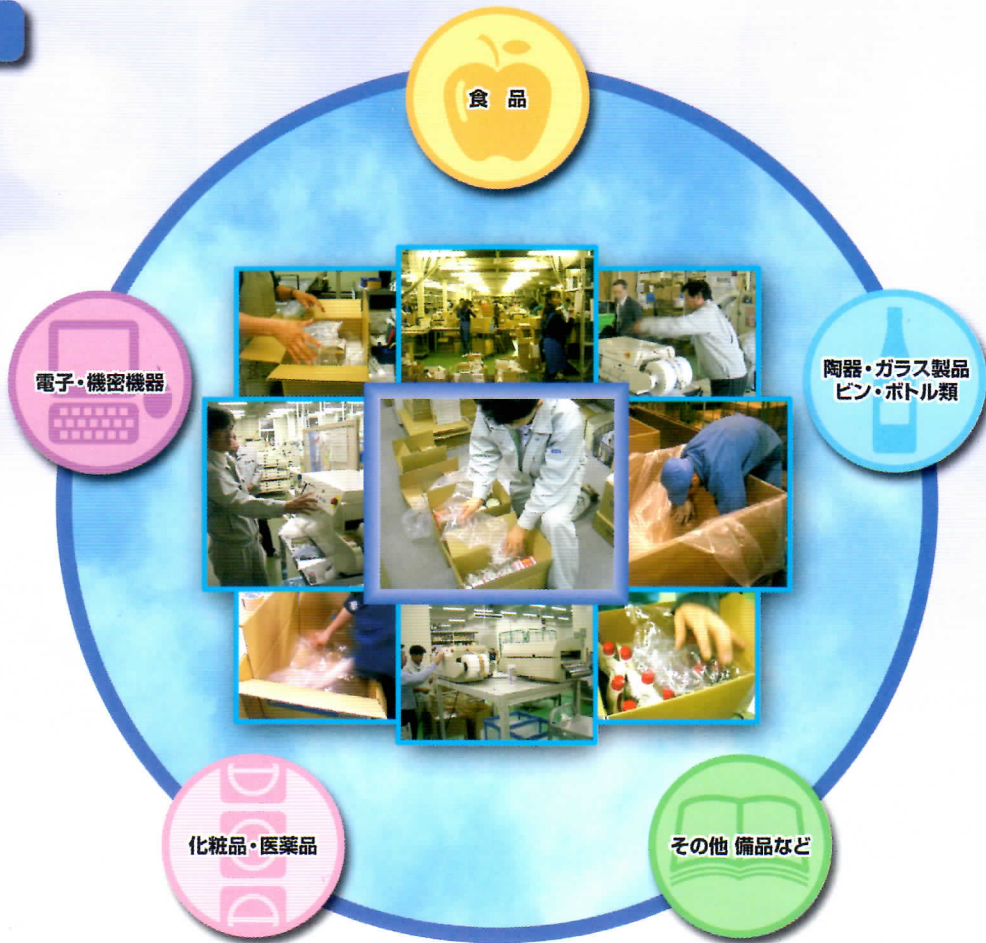 食 品
電子・機密機器
陶器・ガラス製品
ビン・ボトル類
化粧品・医薬品
その他 備品など